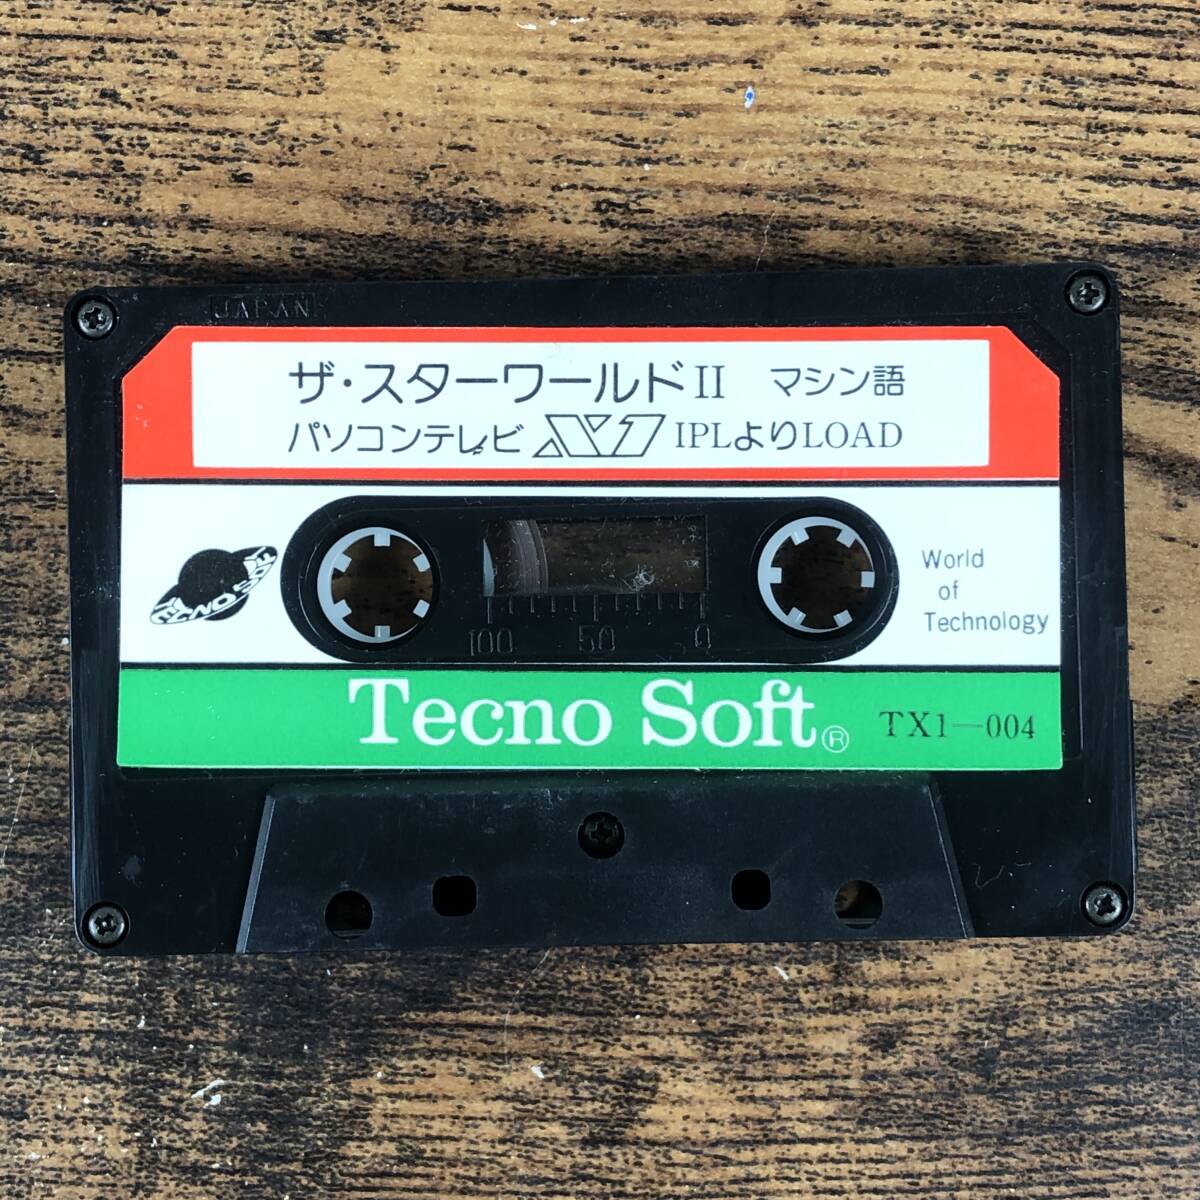 JAPAN
ザ・スターワールドII マシン語
パソコンテレビ X1 IPLよりLOAD
TECNO SOFT
World
of
Technology
100 50 0
Tecno Soft® TX1—004